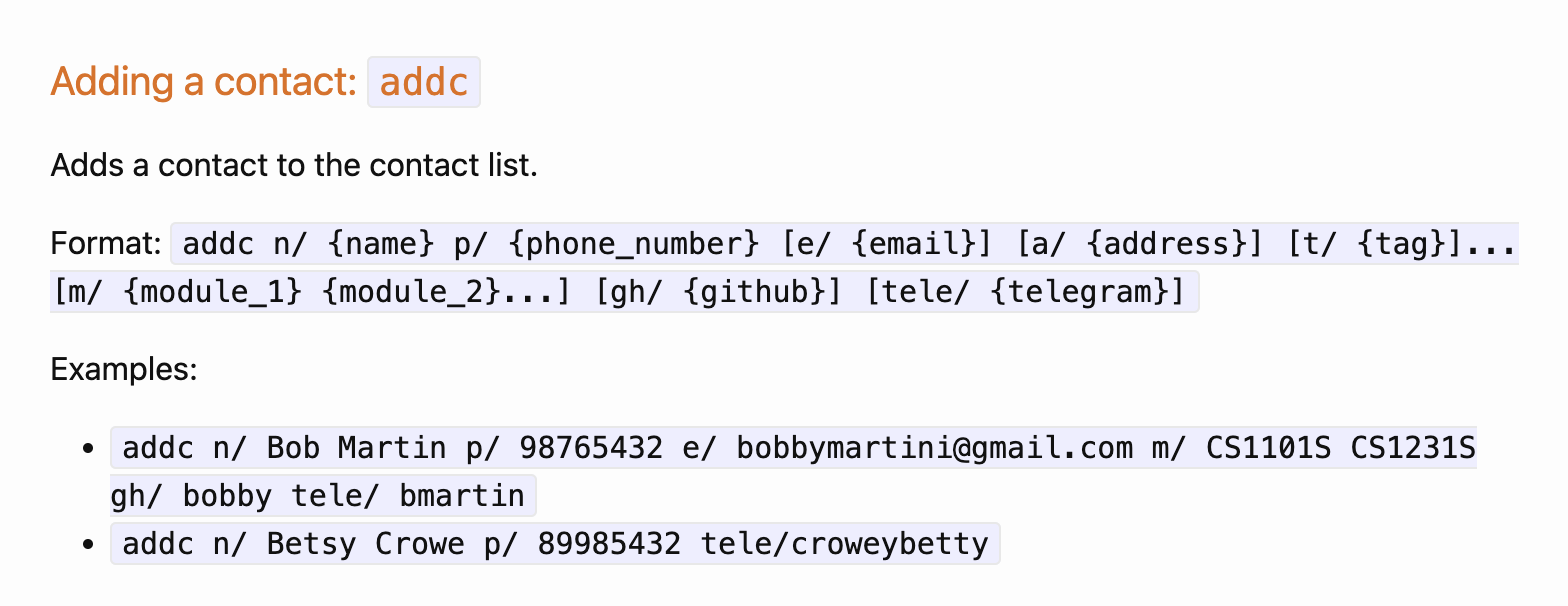 Adding a contact: addc
Adds a contact to the contact list.
Format: addc n/ {name} p/ {phone_number} [e/ {email}] [a/ {address}] [t/ {tag}]...
[m/ {module_1} {module_2}...] [gh/ {github}] [tele/ {telegram}]
Examples:
• addc n/ Bob Martin p/ 98765432 e/ bobbymartini@gmail.com m/ CS1101S CS1231S
gh/ bobby tele/ bmartin
• addc n/ Betsy Crowe p/ 89985432 tele/croweybetty